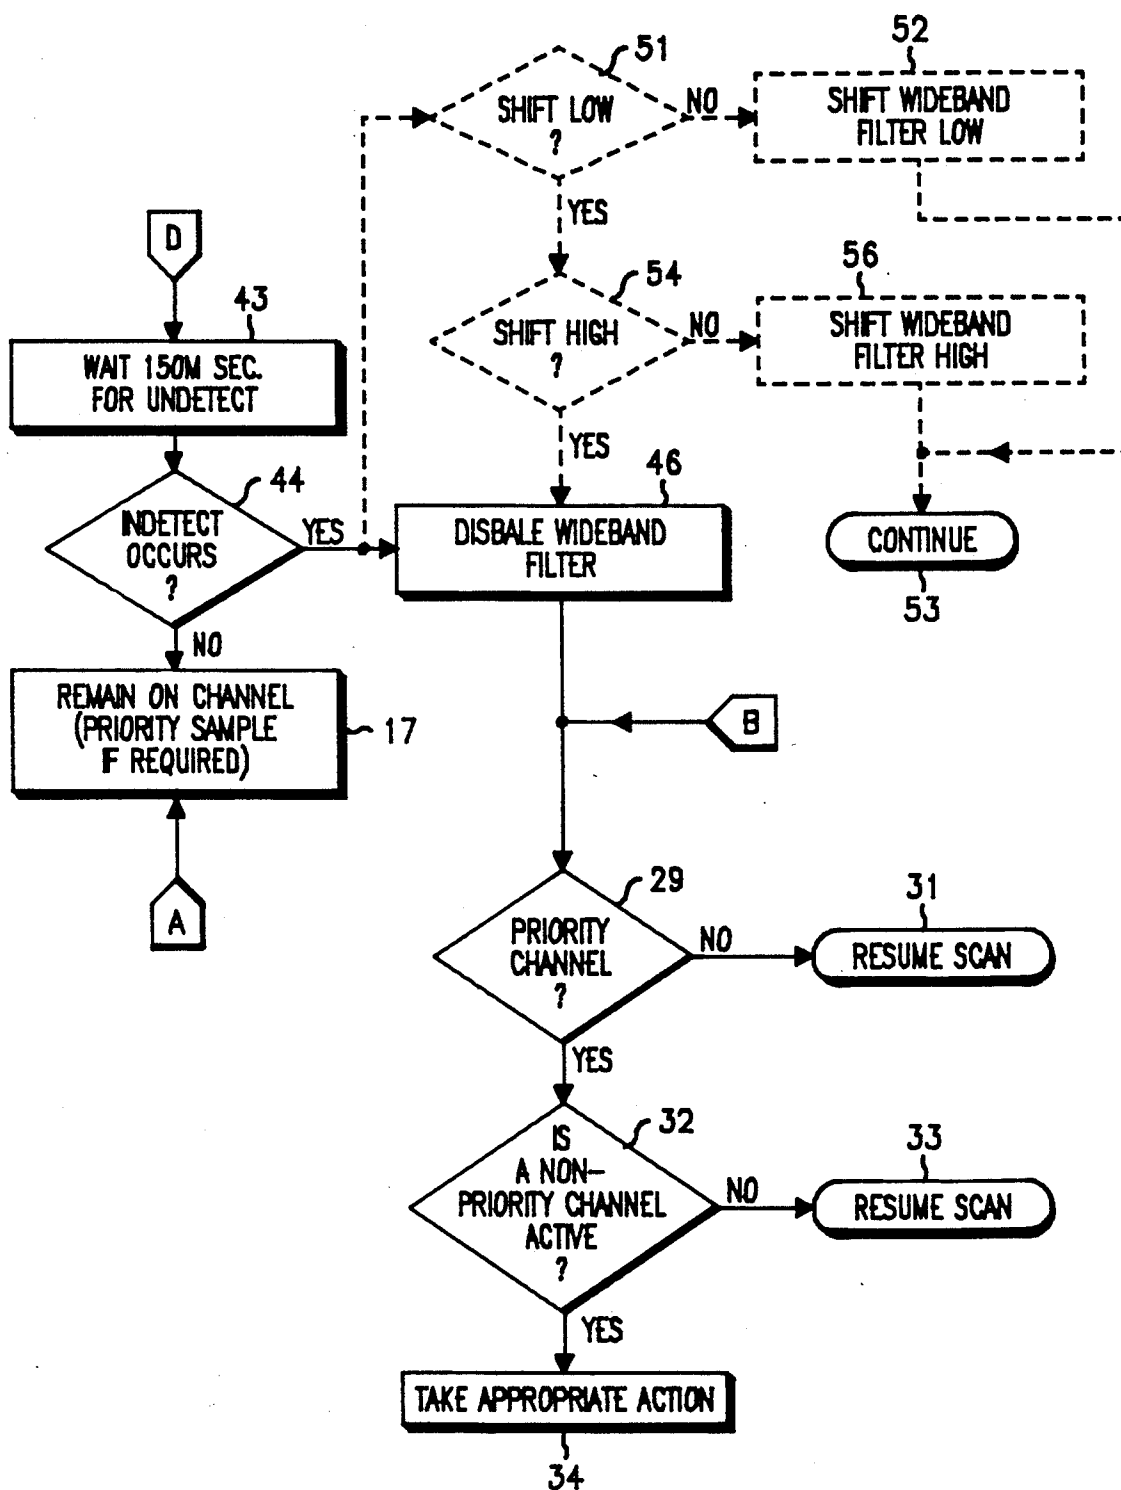 51
SHIFT LOW
?
NO
52
SHIFT WIDEBAND
FILTER LOW
YES
D
43
WAIT 150M SEC.
FOR UNDETECT
54
SHIFT HIGH
?
NO
56
SHIFT WIDEBAND
FILTER HIGH
YES
44
INDETECT
OCCURS
?
YES
46
DISBALE WIDEBAND
FILTER
CONTINUE
53
NO
REMAIN ON CHANNEL
(PRIORITY SAMPLE
IF REQUIRED)
17
A
B
29
PRIORITY
CHANNEL
?
NO
31
RESUME SCAN
YES
32
IS
A NON-
PRIORITY CHANNEL
ACTIVE
?
NO
33
RESUME SCAN
YES
TAKE APPROPRIATE ACTION
34